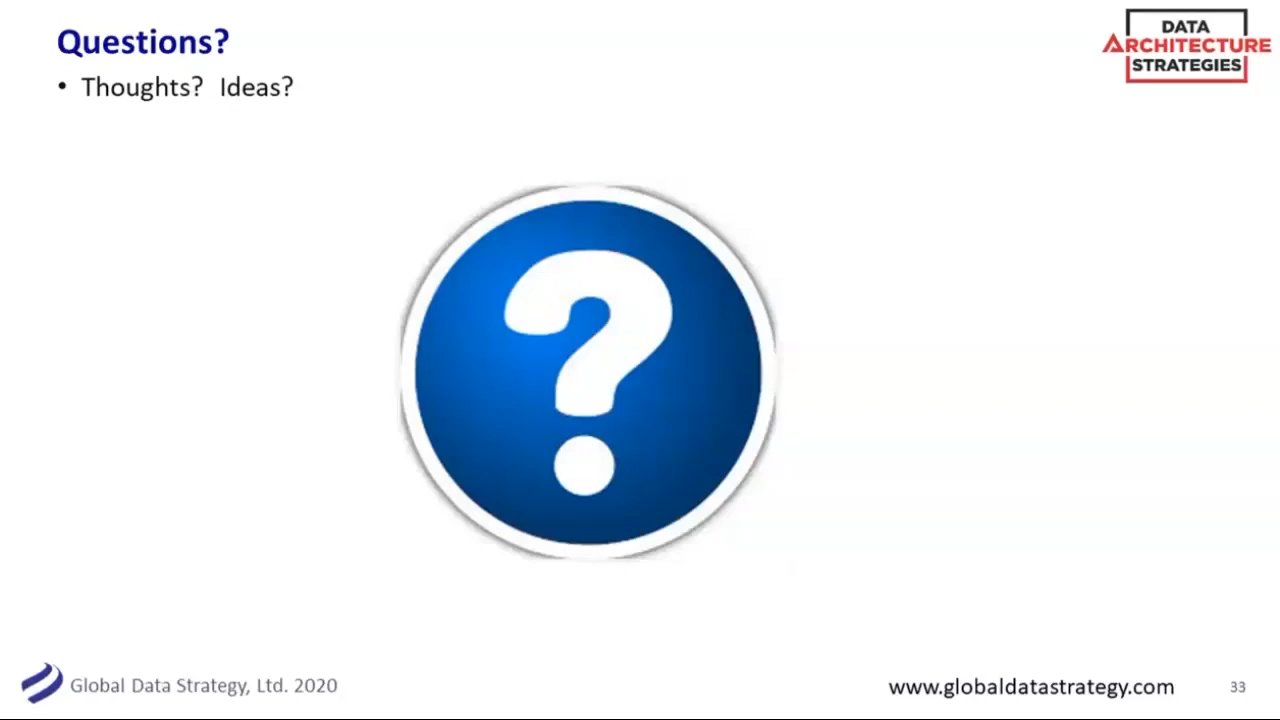 Questions?
• Thoughts? Ideas?
DATA
ARCHITECTURE
STRATEGIES
?
Global Data Strategy, Ltd. 2020
www.globaldatastrategy.com
33